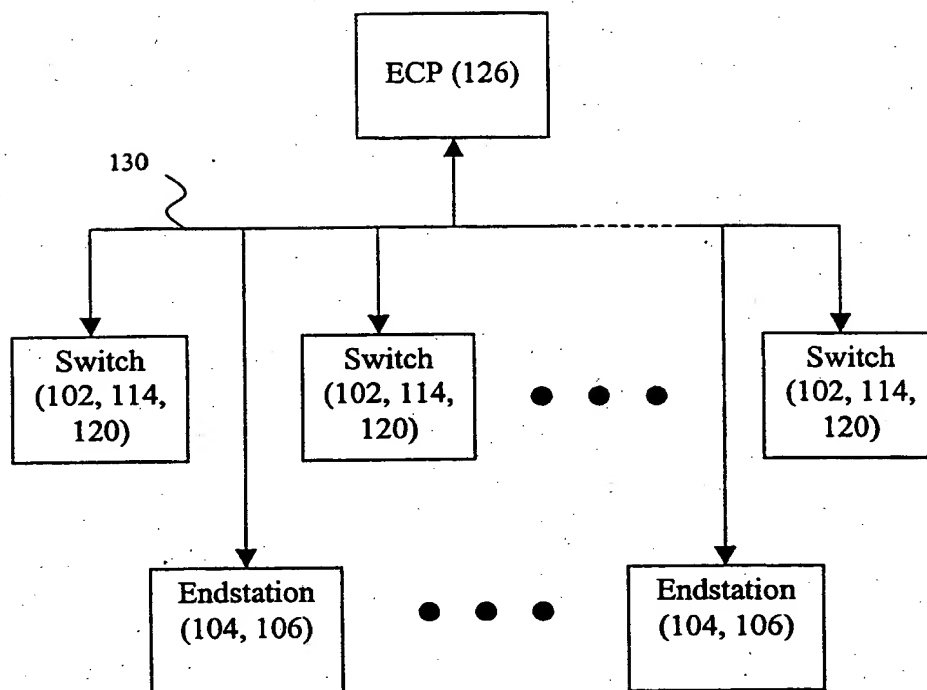 ECP (126)
130
Switch
(102, 114,
120)
Switch
(102, 114,
120)
Switch
(102, 114,
120)
Endstation
(104, 106)
Endstation
(104, 106)